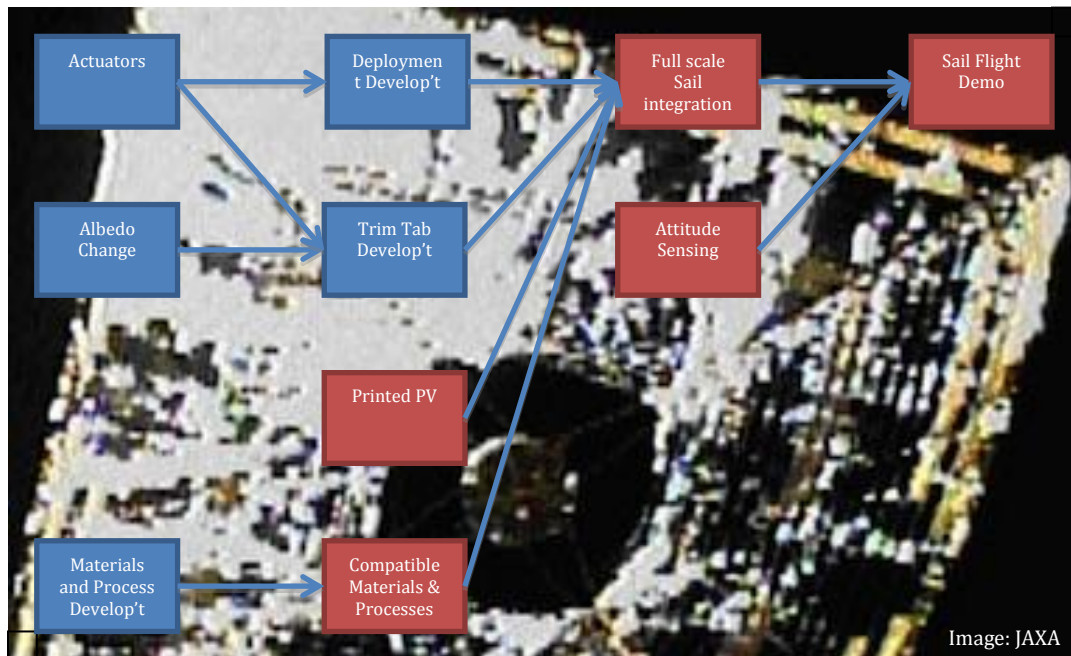 Actuators
Deploymen
t Develop't
Full scale
Sail
integration
Sail Flight
Demo
Albedo
Change
Trim Tab
Develop't
Attitude
Sensing
Printed PV
Materials
and Process
Develop't
Compatible
Materials &
Processes
Image: JAXA